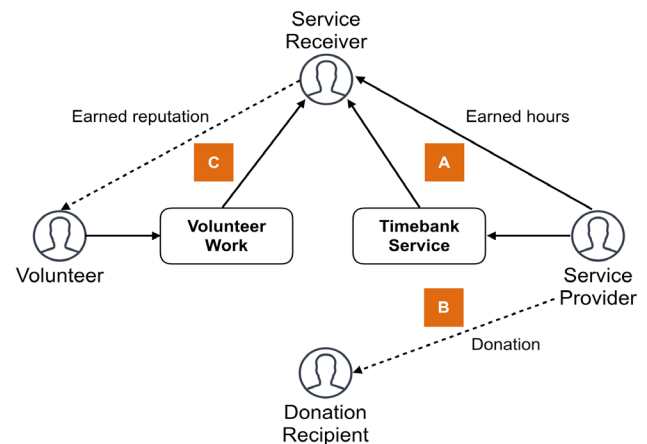 Service
Receiver
Earned reputation
Earned hours
C
A
Volunteer
Work
Timebank
Service
Volunteer
Service
Provider
B
Donation
Donation
Recipient